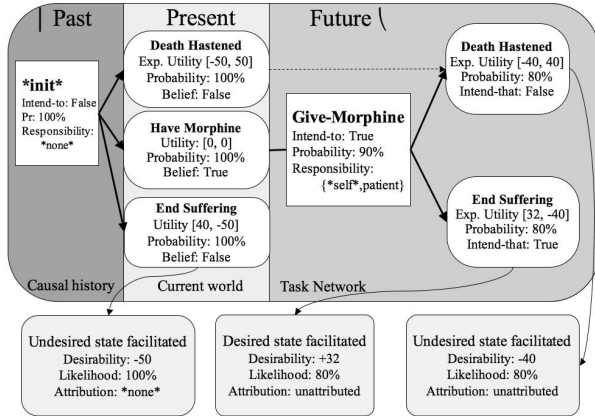 Past
Present
Future
*init*
Intend-to: False
Pr: 100%
Responsibility:
*none*
Death Hastened
Exp. Utility [-50, 50]
Probability: 100%
Belief: False
Have Morphine
Utility: [0, 0]
Probability: 100%
Belief: True
End Suffering
Utility [40, -50]
Probability: 100%
Belief: False
Give-Morphine
Intend-to: True
Probability: 90%
Responsibility:
{*self*,patient}
Death Hastened
Exp. Utility [-40, 40]
Probability: 80%
Intend-that: False
End Suffering
Exp. Utility [32, -40]
Probability: 80%
Intend-that: True
Causal history
Current world
Task Network
Undesired state facilitated
Desirability: -50
Likelihood: 100%
Attribution: *none*
Desired state facilitated
Desirability: +32
Likelihood: 80%
Attribution: unattributed
Undesired state facilitated
Desirability: -40
Likelihood: 80%
Attribution: unattributed